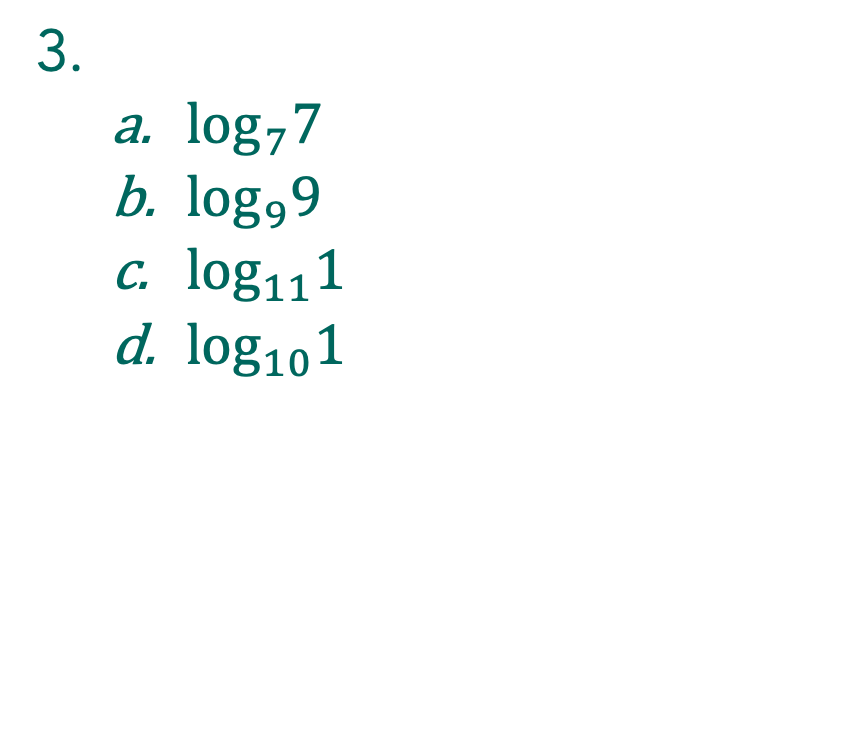 3.
a. log₇7
b. log₉9
c. log₁₁1
d. log₁₀1